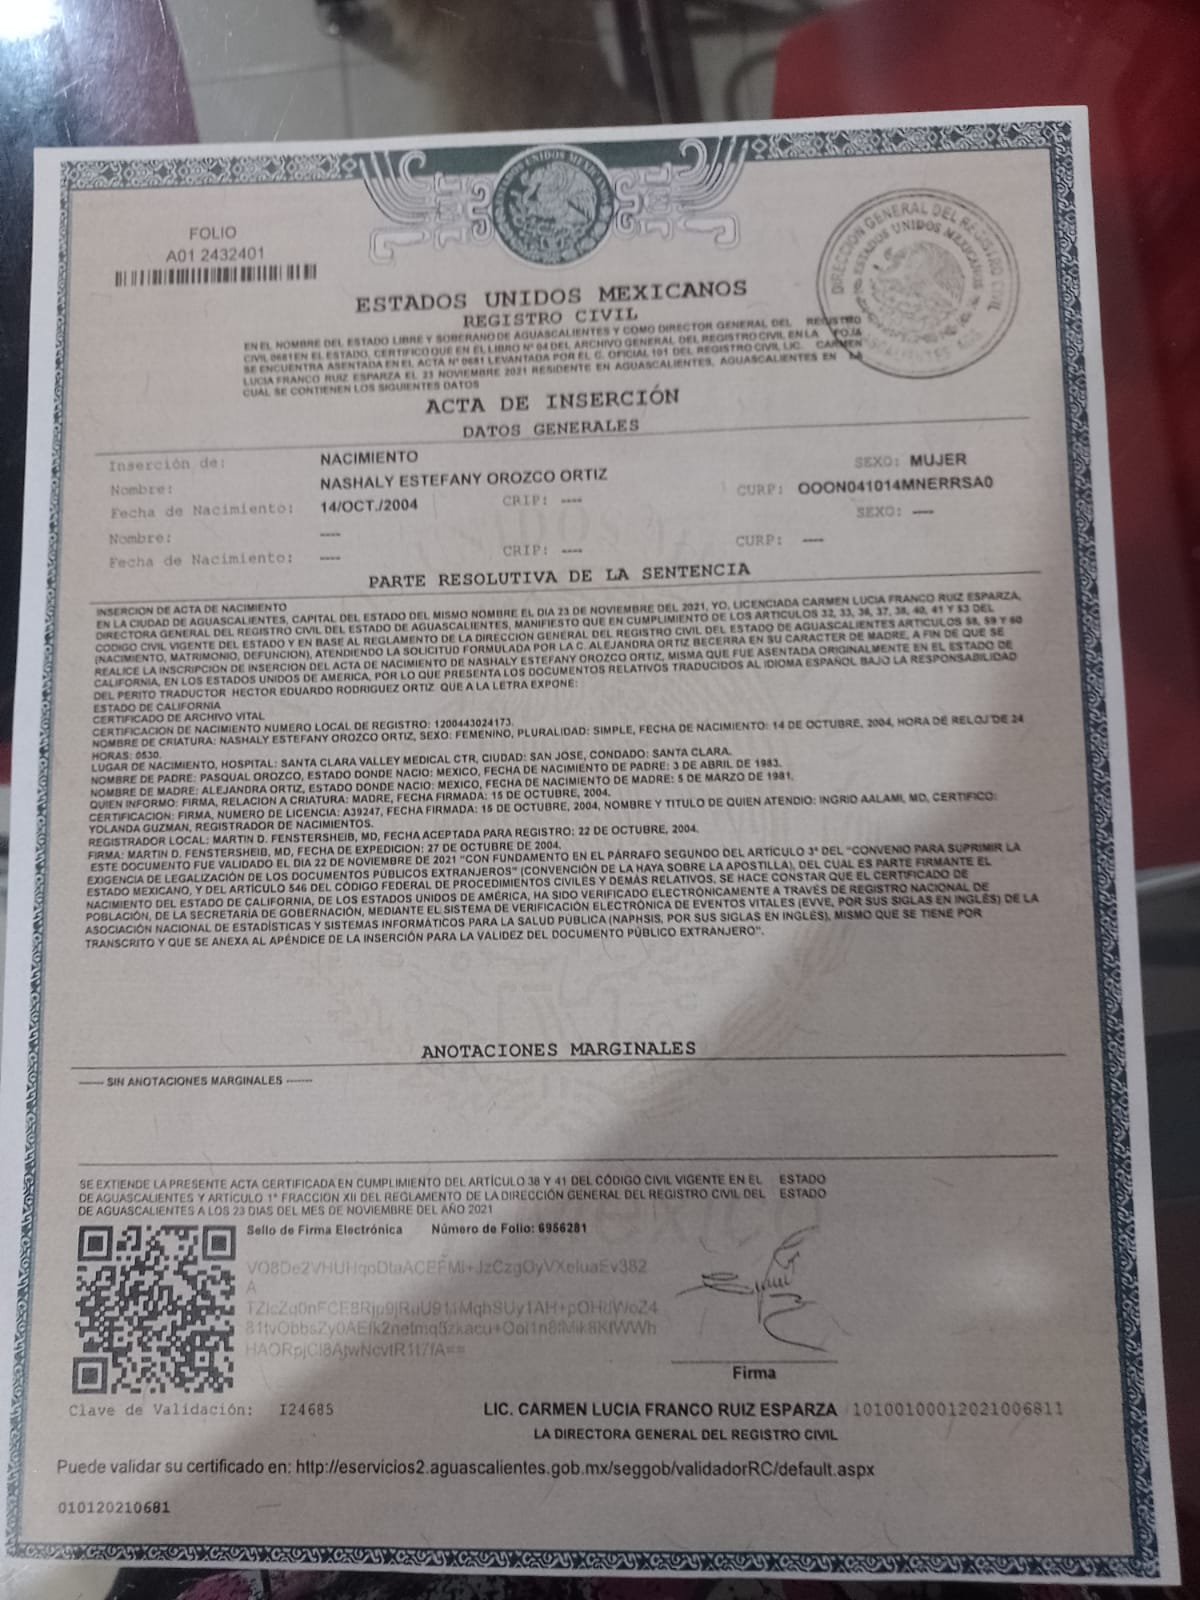 ESTADOS UNIDOS MEXICANOS
DIRECCION GENERAL DEL REGISTRO CIVIL
ESTADOS UNIDOS MEXICANOS
FOLIO
A01 2432401
ESTADOS UNIDOS MEXICANOS
REGISTRO CIVIL
EN EL NOMBRE DEL ESTADO LIBRE Y SOBERANO DE AGUASCALIENTES Y COMO DIRECTOR GENERAL DEL REGISTRO
CIVIL 0681EN EL ESTADO, CERTIFICO QUE EN EL LIBRO Nº 04 DEL ARCHIVO GENERAL DEL REGISTRO CIVIL EN LA FOJA
SE ENCUENTRA ASENTADA EN EL ACTA Nº 0681 LEVANTADA POR EL C. OFICIAL 101 DEL REGISTRO CIVIL LIC. CARMEN
LUCIA FRANCO RUIZ ESPARZA EL 23 NOVIEMBRE 2021 RESIDENTE EN AGUASCALIENTES, AGUASCALIENTES EN LA
CUAL SE CONTIENEN LOS SIGUIENTES DATOS
ACTA DE INSERCIÓN
DATOS GENERALES
Inserción de: NACIMIENTO SEXO: MUJER
Nombre: NASHALY ESTEFANY OROZCO ORTIZ CURP: OOON041014MNERRSA0
Fecha de Nacimiento: 14/OCT./2004 CRIP: ---- SEXO: ----
Nombre: ---- CURP: ----
Fecha de Nacimiento: ---- CRIP: ----
PARTE RESOLUTIVA DE LA SENTENCIA
INSERCION DE ACTA DE NACIMIENTO
EN LA CIUDAD DE AGUASCALIENTES, CAPITAL DEL ESTADO DEL MISMO NOMBRE EL DIA 23 DE NOVIEMBRE DEL 2021, YO, LICENCIADA CARMEN LUCIA FRANCO RUIZ ESPARZA,
DIRECTORA GENERAL DEL REGISTRO CIVIL DEL ESTADO DE AGUASCALIENTES, MANIFIESTO QUE EN CUMPLIMIENTO DE LOS ARTICULOS 32, 33, 36, 37, 38, 40, 41 Y 53 DEL
CODIGO CIVIL VIGENTE DEL ESTADO Y EN BASE AL REGLAMENTO DE LA DIRECCIÓN GENERAL DEL REGISTRO CIVIL DEL ESTADO DE AGUASCALIENTES ARTICULOS 58, 59 Y 60
(NACIMIENTO, MATRIMONIO, DEFUNCION), ATENDIENDO LA SOLICITUD FORMULADA POR LA C. ALEJANDRA ORTIZ BECERRA EN SU CARACTER DE MADRE, A FIN DE QUE SE
REALICE LA INSCRIPCION DE INSERCION DEL ACTA DE NACIMIENTO DE NASHALY ESTEFANY OROZCO ORTIZ, MISMA QUE FUE ASENTADA ORIGINALMENTE EN EL ESTADO DE
CALIFORNIA, EN LOS ESTADOS UNIDOS DE AMERICA, POR LO QUE PRESENTA LOS DOCUMENTOS RELATIVOS TRADUCIDOS AL IDIOMA ESPAÑOL BAJO LA RESPONSABILIDAD
DEL PERITO TRADUCTOR HECTOR EDUARDO RODRIGUEZ ORTIZ QUE A LA LETRA EXPONE:
ESTADO DE CALIFORNIA
CERTIFICADO DE ARCHIVO VITAL
CERTIFICACION DE NACIMIENTO NUMERO LOCAL DE REGISTRO: 1200443024173.
NOMBRE DE CRIATURA: NASHALY ESTEFANY OROZCO ORTIZ, SEXO: FEMENINO, PLURALIDAD: SIMPLE, FECHA DE NACIMIENTO: 14 DE OCTUBRE, 2004, HORA DE RELOJ DE 24
HORAS: 0530.
LUGAR DE NACIMIENTO, HOSPITAL: SANTA CLARA VALLEY MEDICAL CTR, CIUDAD: SAN JOSE, CONDADO: SANTA CLARA.
NOMBRE DE PADRE: PASQUAL OROZCO, ESTADO DONDE NACIO: MEXICO, FECHA DE NACIMIENTO DE PADRE: 3 DE ABRIL DE 1983.
NOMBRE DE MADRE: ALEJANDRA ORTIZ, ESTADO DONDE NACIO: MEXICO, FECHA DE NACIMIENTO DE MADRE: 5 DE MARZO DE 1981.
QUIEN INFORMO: FIRMA, RELACION A CRIATURA: MADRE, FECHA FIRMADA: 15 DE OCTUBRE, 2004.
CERTIFICACION: FIRMA, NUMERO DE LICENCIA: A39247, FECHA FIRMADA: 15 DE OCTUBRE, 2004, NOMBRE Y TITULO DE QUIEN ATENDIO: INGRID AALAMI, MD, CERTIFICO:
YOLANDA GUZMAN, REGISTRADOR DE NACIMIENTOS.
REGISTRADOR LOCAL: MARTIN D. FENSTERSHEIB, MD, FECHA ACEPTADA PARA REGISTRO: 22 DE OCTUBRE, 2004.
FIRMA: MARTIN D. FENSTERSHEIB, MD, FECHA DE EXPEDICION: 27 DE OCTUBRE DE 2004.
ESTE DOCUMENTO FUE VALIDADO EL DIA 22 DE NOVIEMBRE DE 2021 "CON FUNDAMENTO EN EL PÁRRAFO SEGUNDO DEL ARTÍCULO 3º DEL "CONVENIO PARA SUPRIMIR LA
EXIGENCIA DE LEGALIZACIÓN DE LOS DOCUMENTOS PÚBLICOS EXTRANJEROS" (CONVENCIÓN DE LA HAYA SOBRE LA APOSTILLA), DEL CUAL ES PARTE FIRMANTE EL
ESTADO MEXICANO, Y DEL ARTÍCULO 546 DEL CÓDIGO FEDERAL DE PROCEDIMIENTOS CIVILES Y DEMÁS RELATIVOS, SE HACE CONSTAR QUE EL CERTIFICADO DE
NACIMIENTO DEL ESTADO DE CALIFORNIA, DE LOS ESTADOS UNIDOS DE AMÉRICA, HA SIDO VERIFICADO ELECTRÓNICAMENTE A TRAVÉS DE REGISTRO NACIONAL DE
POBLACIÓN, DE LA SECRETARÍA DE GOBERNACIÓN, MEDIANTE EL SISTEMA DE VERIFICACIÓN ELECTRÓNICA DE EVENTOS VITALES (EVVE, POR SUS SIGLAS EN INGLÉS) DE LA
ASOCIACIÓN NACIONAL DE ESTADÍSTICAS Y SISTEMAS INFORMÁTICOS PARA LA SALUD PÚBLICA (NAPHSIS, POR SUS SIGLAS EN INGLÉS), MISMO QUE SE TIENE POR
TRANSCRITO Y QUE SE ANEXA AL APÉNDICE DE LA INSERCIÓN PARA LA VALIDEZ DEL DOCUMENTO PÚBLICO EXTRANJERO".
ANOTACIONES MARGINALES
------ SIN ANOTACIONES MARGINALES ------
SE EXTIENDE LA PRESENTE ACTA CERTIFICADA EN CUMPLIMIENTO DEL ARTÍCULO 38 Y 41 DEL CÓDIGO CIVIL VIGENTE EN EL ESTADO
DE AGUASCALIENTES Y ARTICULO 1º FRACCION XII DEL REGLAMENTO DE LA DIRECCIÓN GENERAL DEL REGISTRO CIVIL DEL ESTADO
DE AGUASCALIENTES A LOS 23 DIAS DEL MES DE NOVIEMBRE DEL AÑO 2021
Sello de Firma Electrónica Número de Folio: 6956281
A
Firma
Clave de Validación: I24685
LIC. CARMEN LUCIA FRANCO RUIZ ESPARZA 10100100012021006811
LA DIRECTORA GENERAL DEL REGISTRO CIVIL
Puede validar su certificado en: http://eservicios2.aguascalientes.gob.mx/seggob/validadorRC/default.aspx
010120210681